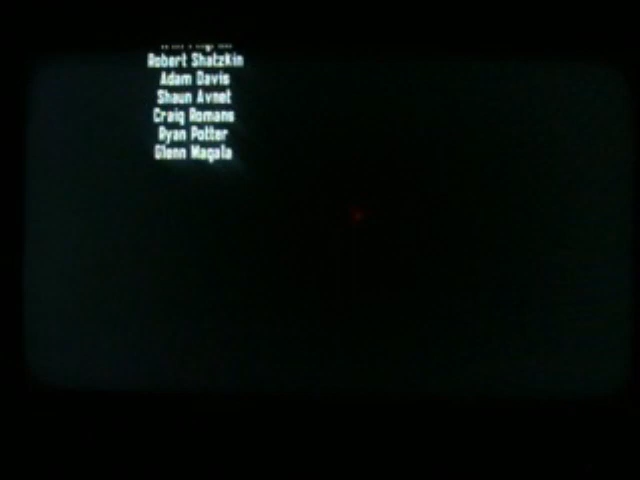 Robert Shatzkin
Adam Davis
Shaun Avnet
Craig Romans
Ryan Potter
Glenn Magala